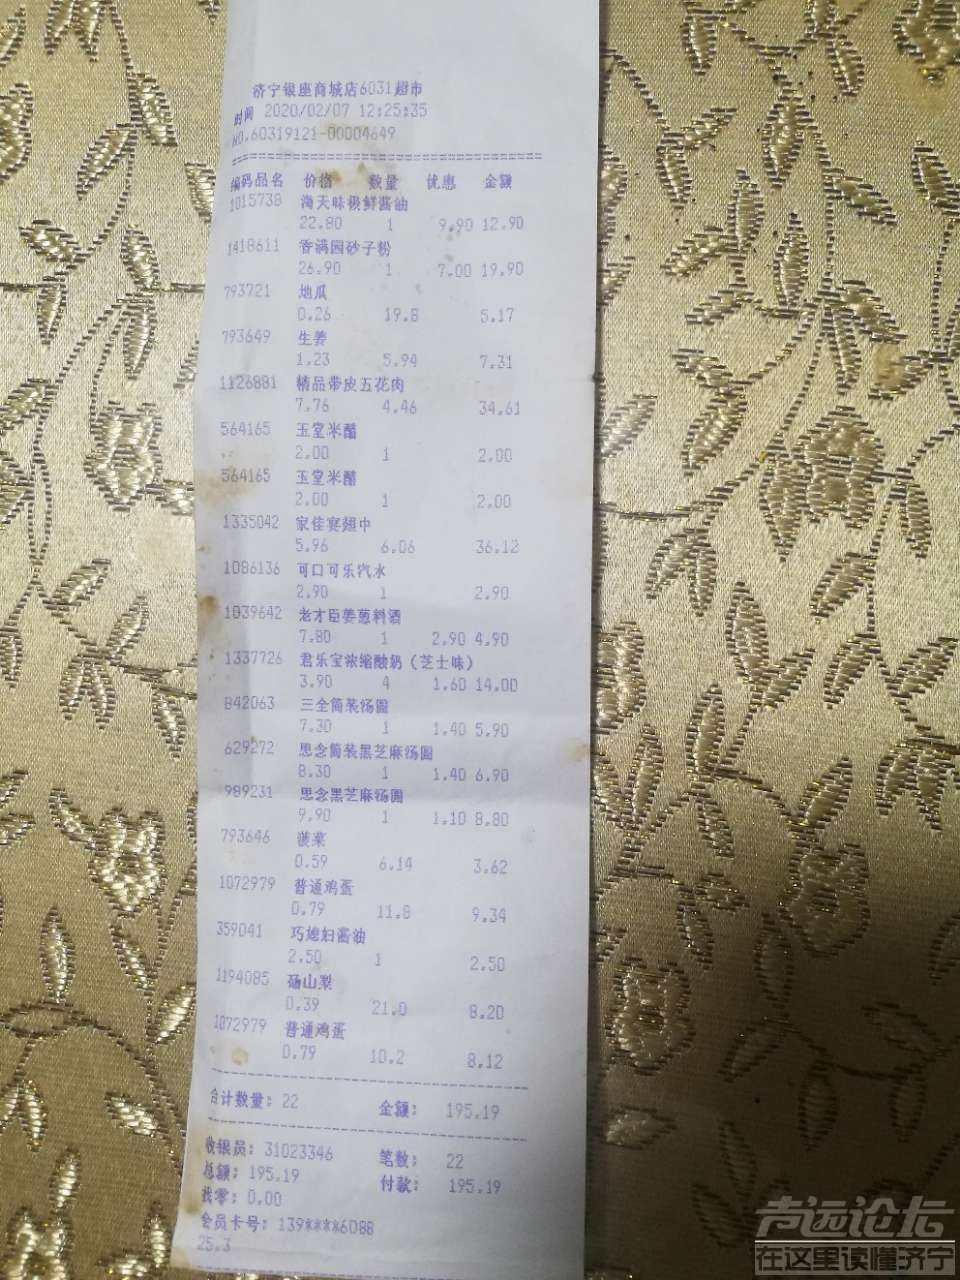 济宁银座商城店6031超市
时间 2020/02/07 12:25:35
NO.60319121-00004649
编码品名 价格 数量 优惠 金额
1015738 海天味极鲜酱油
22.80 1 9.90 12.90
1418611 香满园砂子粉
26.90 1 7.00 19.90
793721 地瓜
0.26 19.8 5.17
793649 生姜
1.23 5.94 7.31
1126881 精品带皮五花肉
7.76 4.46 34.61
564165 玉堂米醋
2.00 1 2.00
564165 玉堂米醋
2.00 1 2.00
1335042 家佳宴翅中
5.96 6.06 36.12
1086136 可口可乐汽水
2.90 1 2.90
1039642 老才臣姜葱料酒
7.80 1 2.90 4.90
1337726 君乐宝浓缩酸奶(芝士味)
3.90 4 1.60 14.00
842063 三全筒装汤圆
7.30 1 1.40 5.90
629272 思念筒装黑芝麻汤圆
8.30 1 1.40 6.90
989231 思念黑芝麻汤圆
9.90 1 1.10 8.80
793646 菠菜
0.59 6.14 3.62
1072979 普通鸡蛋
0.79 11.8 9.34
359041 巧媳妇酱油
2.50 1 2.50
1194085 砀山梨
0.39 21.0 8.20
1072979 普通鸡蛋
0.79 10.2 8.12
合计数量: 22 金额: 195.19
收银员: 31023346 笔数: 22
总额: 195.19 付款: 195.19
找零: 0.00
会员卡号: 139****6088
25.3
声远论坛
在这里读懂济宁